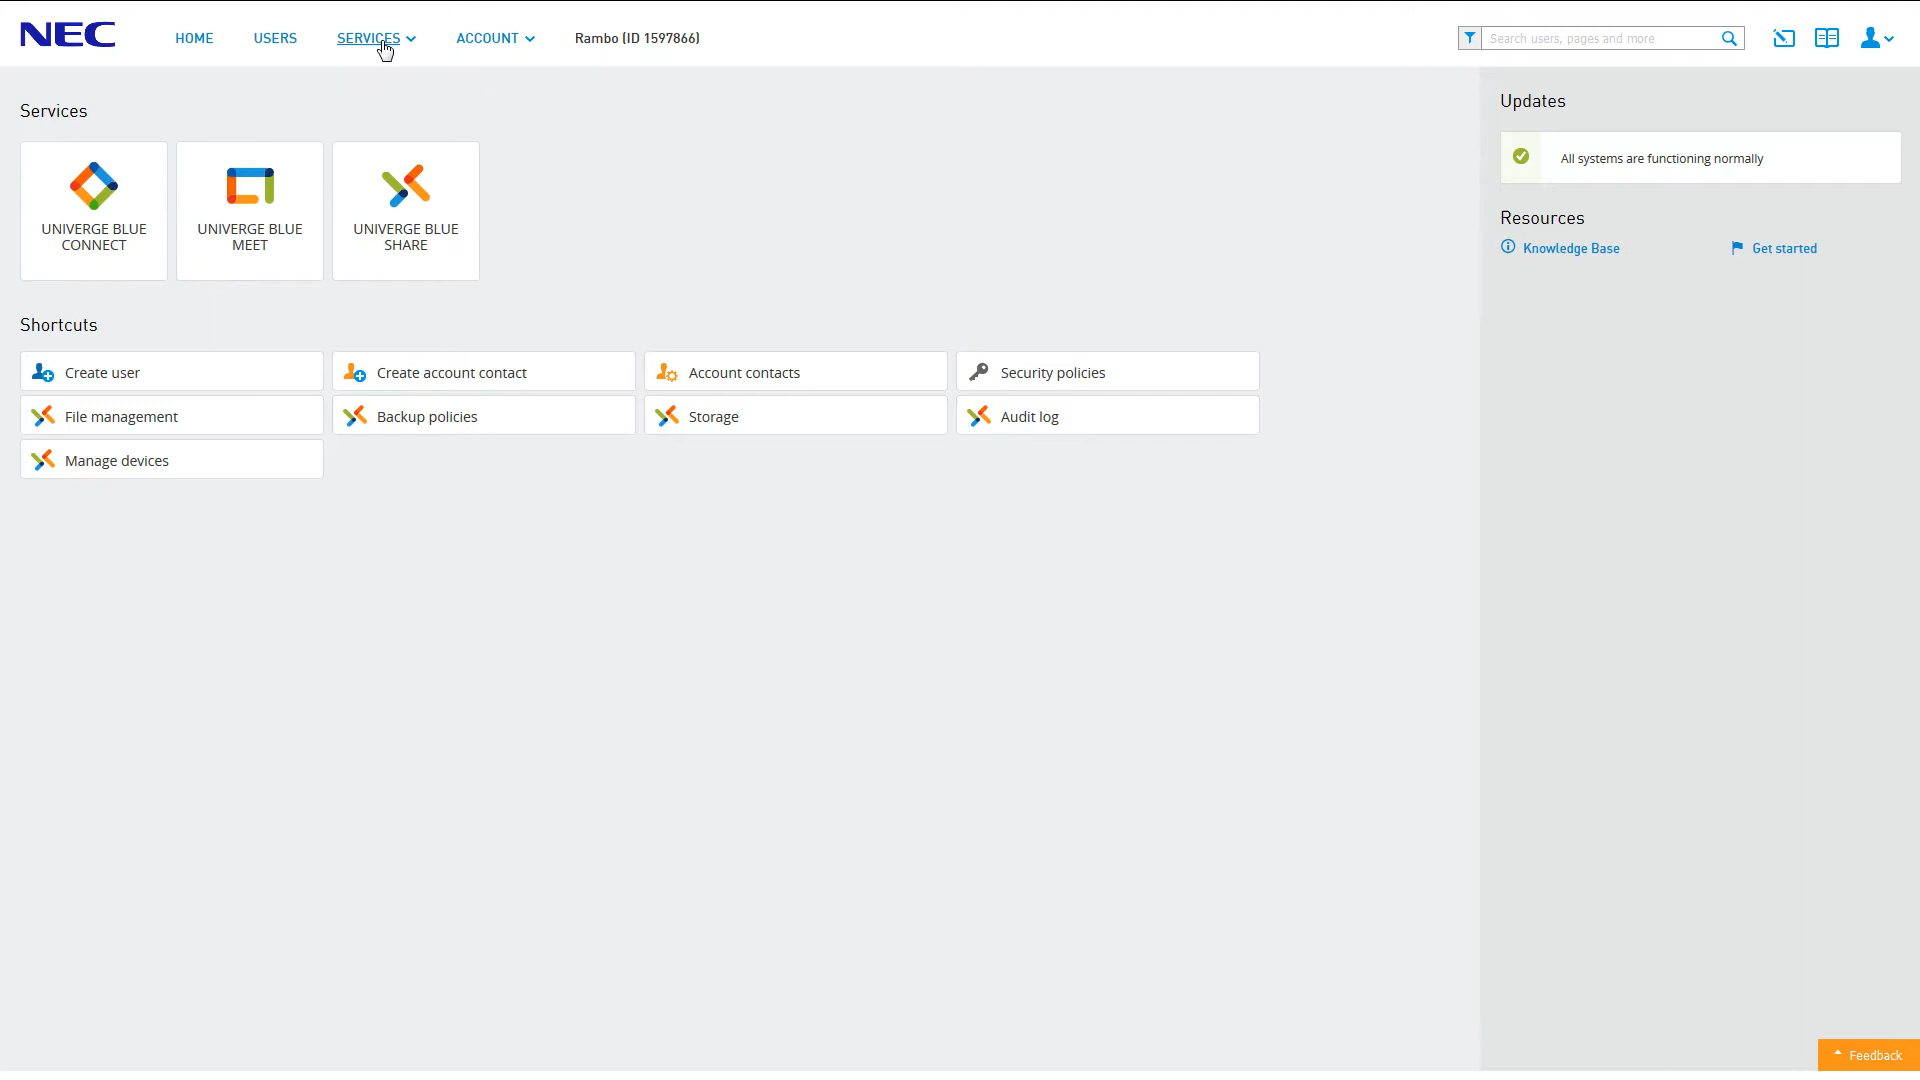 NEC
HOME USERS SERVICES ACCOUNT Rambo (ID 1597866) Search users, pages and more
Services
UNIVERGE BLUE CONNECT
UNIVERGE BLUE MEET
UNIVERGE BLUE SHARE
Shortcuts
Create user Create account contact Account contacts Security policies
File management Backup policies Storage Audit log
Manage devices
Updates
All systems are functioning normally
Resources
Knowledge Base Get started
Feedback